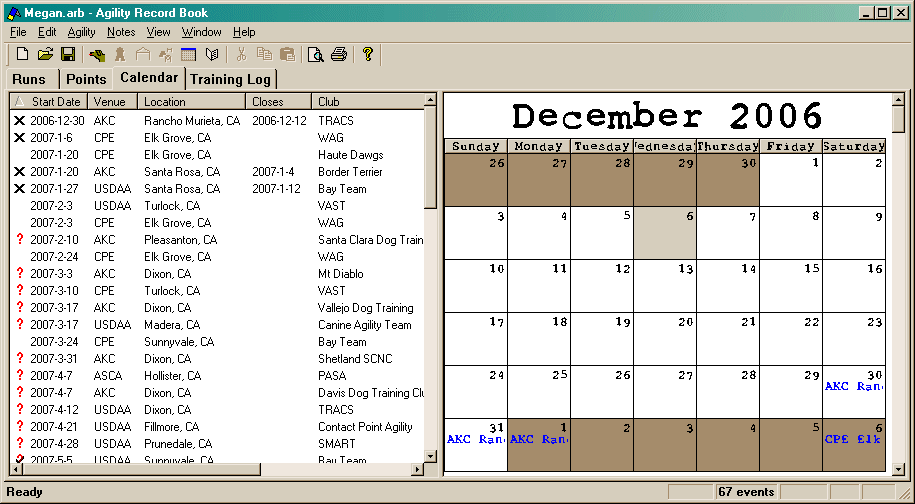 Megan.arb - Agility Record Book
File Edit Agility Notes View Window Help
Runs Points Calendar Training Log
Start Date Venue Location Closes Club
2006-12-30 AKC Rancho Murieta, CA 2006-12-12 TRACS
2007-1-6 CPE Elk Grove, CA WAG
2007-1-20 CPE Elk Grove, CA Haute Dawgs
2007-1-20 AKC Santa Rosa, CA 2007-1-4 Border Terrier
2007-1-27 USDAA Santa Rosa, CA 2007-1-12 Bay Team
2007-2-3 USDAA Turlock, CA VAST
2007-2-3 CPE Elk Grove, CA WAG
? 2007-2-10 AKC Pleasanton, CA Santa Clara Dog Train
2007-2-24 CPE Elk Grove, CA WAG
? 2007-3-3 AKC Dixon, CA Mt Diablo
? 2007-3-10 CPE Turlock, CA VAST
? 2007-3-17 AKC Dixon, CA Vallejo Dog Training
? 2007-3-17 USDAA Madera, CA Canine Agility Team
2007-3-24 CPE Sunnyvale, CA Bay Team
? 2007-3-31 AKC Dixon, CA Shetland SCNC
? 2007-4-7 ASCA Hollister, CA PASA
? 2007-4-7 AKC Dixon, CA Davis Dog Training Clu
? 2007-4-12 USDAA Dixon, CA TRACS
? 2007-4-21 USDAA Fillmore, CA Contact Point Agility
? 2007-4-28 USDAA Prunedale, CA SMART
2007-5-5 USDAA Sunnyvale, CA Bay Team
December 2006
Sunday Monday Tuesday Wednesday Thursday Friday Saturday
26 27 28 29 30 1 2
3 4 5 6 7 8 9
10 11 12 13 14 15 16
17 18 19 20 21 22 23
24 25 26 27 28 29 30
AKC Ran
31 1 2 3 4 5 6
AKC Ran AKC Ran CPE Elk
Ready 67 events